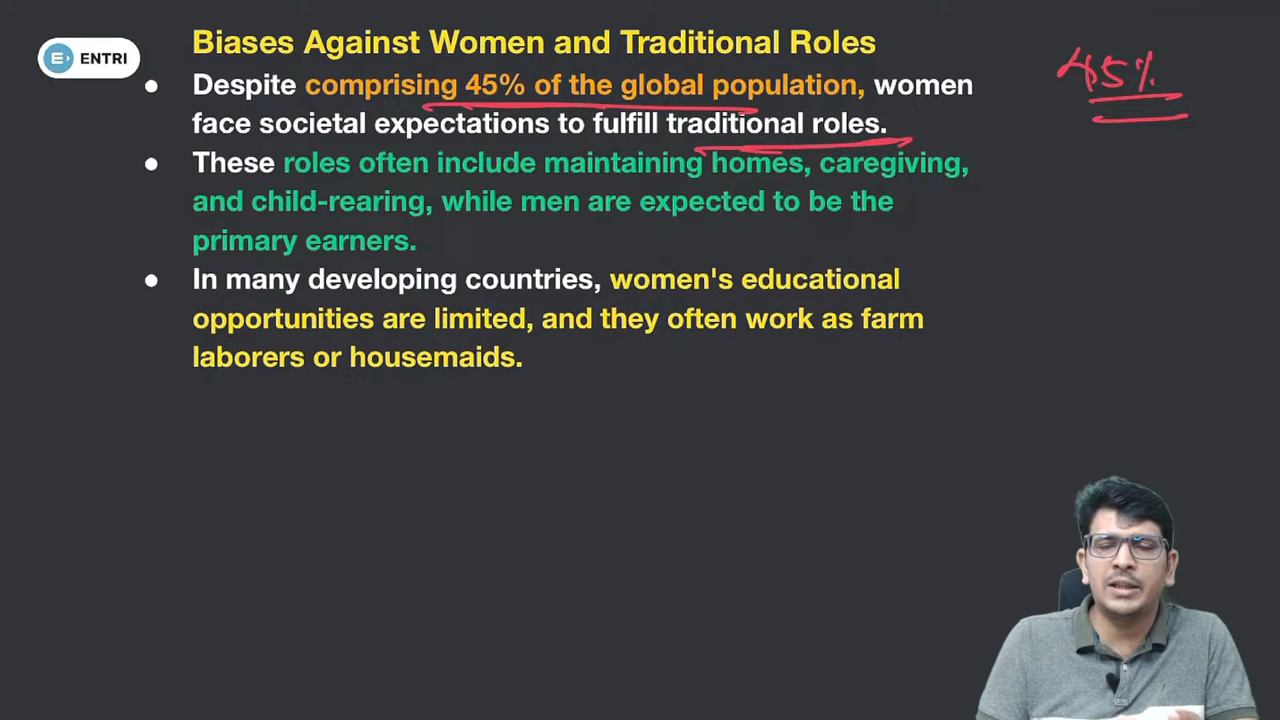 ENTRI
Biases Against Women and Traditional Roles
45%
● Despite comprising 45% of the global population, women
face societal expectations to fulfill traditional roles.
● These roles often include maintaining homes, caregiving,
and child-rearing, while men are expected to be the
primary earners.
● In many developing countries, women's educational
opportunities are limited, and they often work as farm
laborers or housemaids.